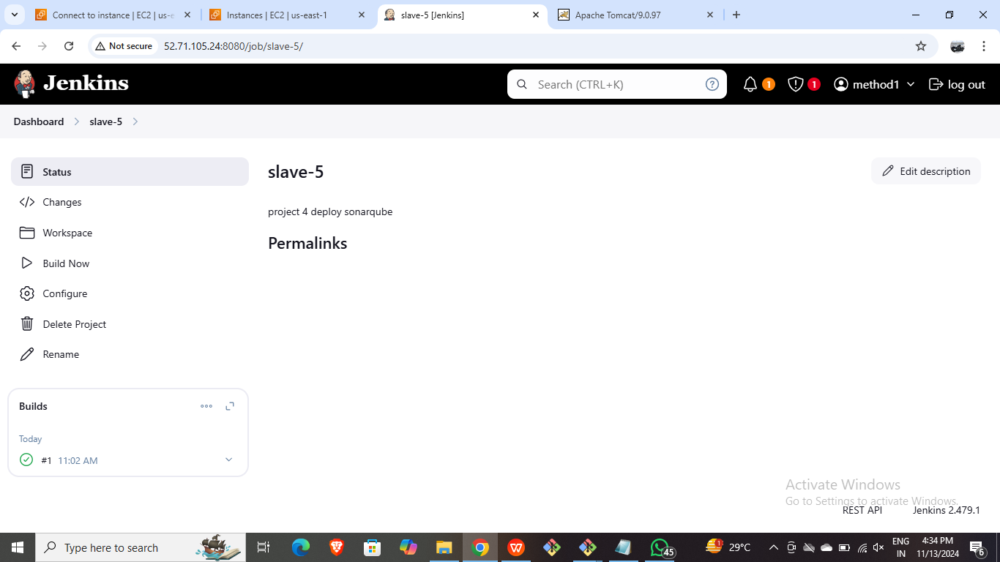 Connect to instance | EC2 | us-e
Instances | EC2 | us-east-1
slave-5 [Jenkins]
Apache Tomcat/9.0.97
Not secure
52.71.105.24:8080/job/slave-5/
Jenkins
Search (CTRL+K)
?
1
1
method1
log out
Dashboard
slave-5
Status
slave-5
Edit description
Changes
project 4 deploy sonarqube
Workspace
Permalinks
Build Now
Configure
Delete Project
Rename
Builds
Today
#1 11:02 AM
Activate Windows
Go to Settings to activate Windows.
REST API
Jenkins 2.479.1
Type here to search
45
1
29°C
ENG
IN
4:34 PM
11/13/2024
6